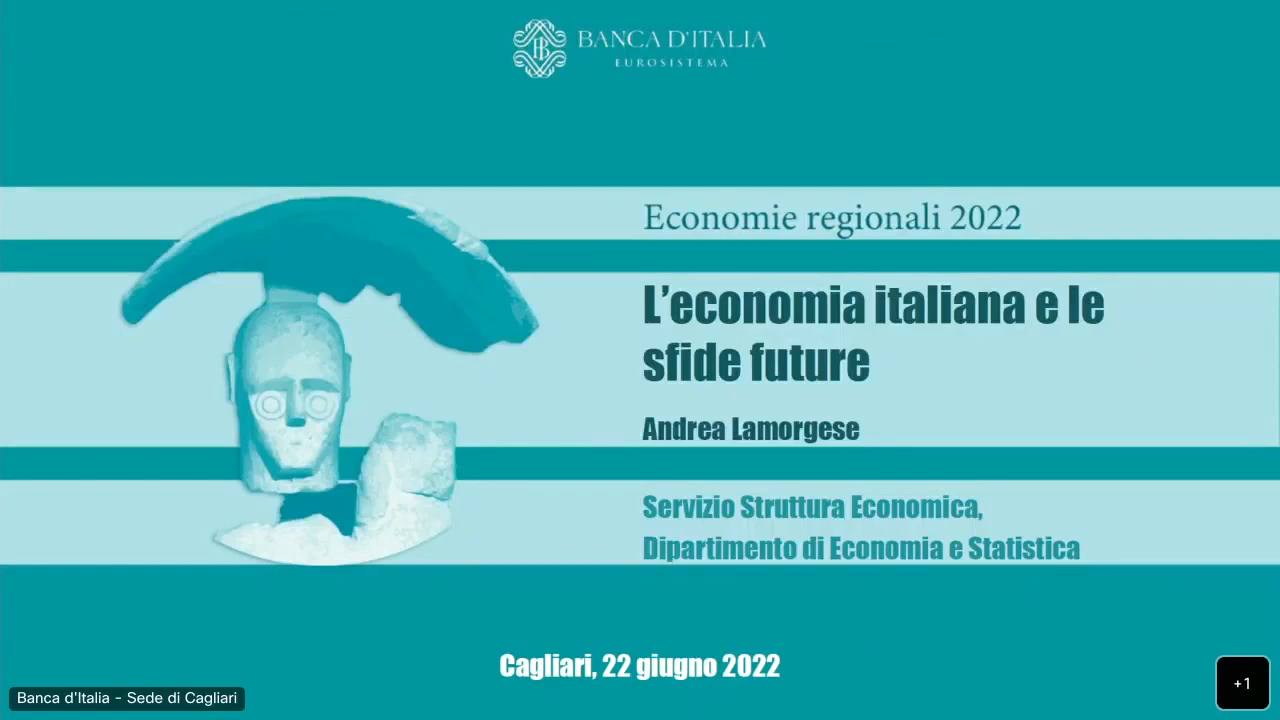 BANCA D'ITALIA
EUROSISTEMA
Economie regionali 2022
L’economia italiana e le
sfide future
Andrea Lamorgese
Servizio Struttura Economica,
Dipartimento di Economia e Statistica
Cagliari, 22 giugno 2022
Banca d'Italia - Sede di Cagliari
+1